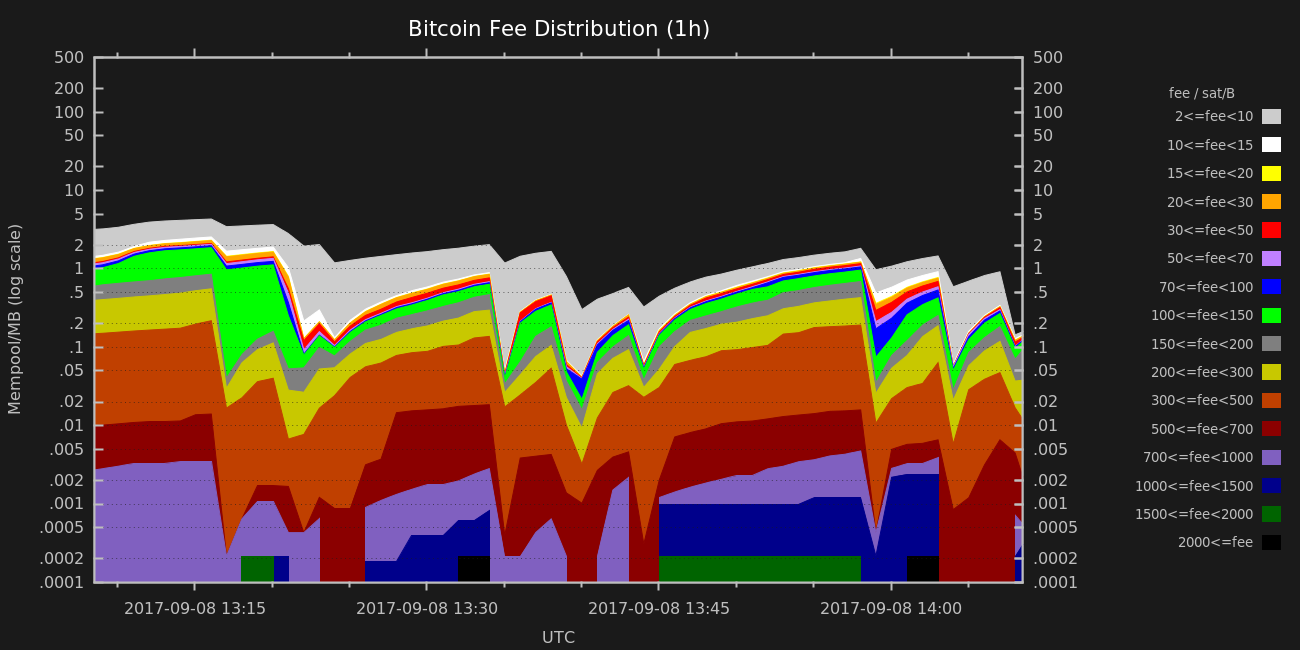 Bitcoin Fee Distribution (1h)
500
200
100
50
20
10
5
2
1
.5
.2
.1
.05
.02
.01
.005
.002
.001
.0005
.0002
.0001
Mempool/MB (log scale)
500
200
100
50
20
10
5
2
1
.5
.2
.1
.05
.02
.01
.005
.002
.001
.0005
.0002
.0001
2017-09-08 13:15
2017-09-08 13:30
2017-09-08 13:45
2017-09-08 14:00
UTC
fee / sat/B
2<=fee<10
10<=fee<15
15<=fee<20
20<=fee<30
30<=fee<50
50<=fee<70
70<=fee<100
100<=fee<150
150<=fee<200
200<=fee<300
300<=fee<500
500<=fee<700
700<=fee<1000
1000<=fee<1500
1500<=fee<2000
2000<=fee